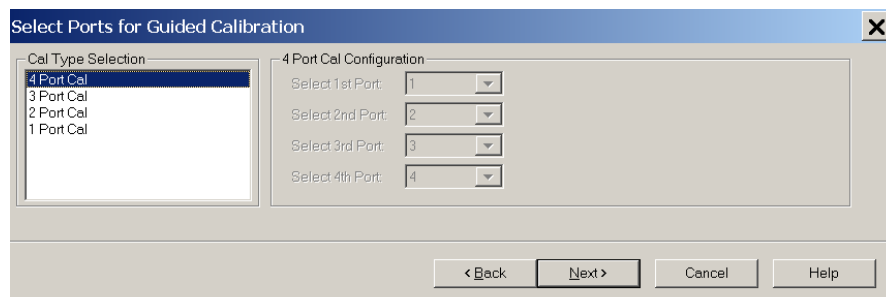 Select Ports for Guided Calibration
Cal Type Selection
4 Port Cal
3 Port Cal
2 Port Cal
1 Port Cal
4 Port Cal Configuration
Select 1st Port: 1
Select 2nd Port: 2
Select 3rd Port: 3
Select 4th Port: 4
< Back Next > Cancel Help